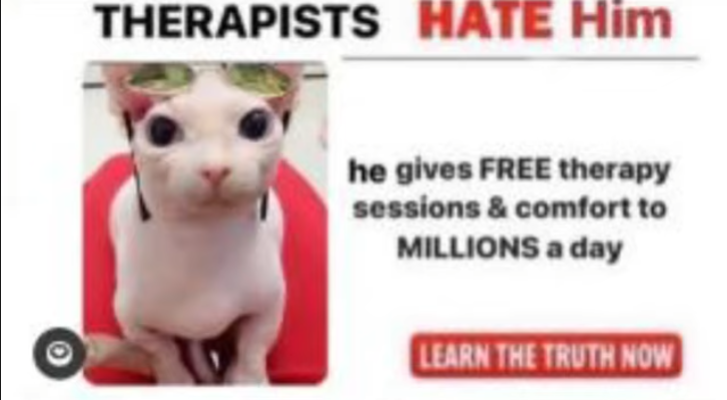 THERAPISTS HATE Him
he gives FREE therapy
sessions & comfort to
MILLIONS a day
LEARN THE TRUTH NOW